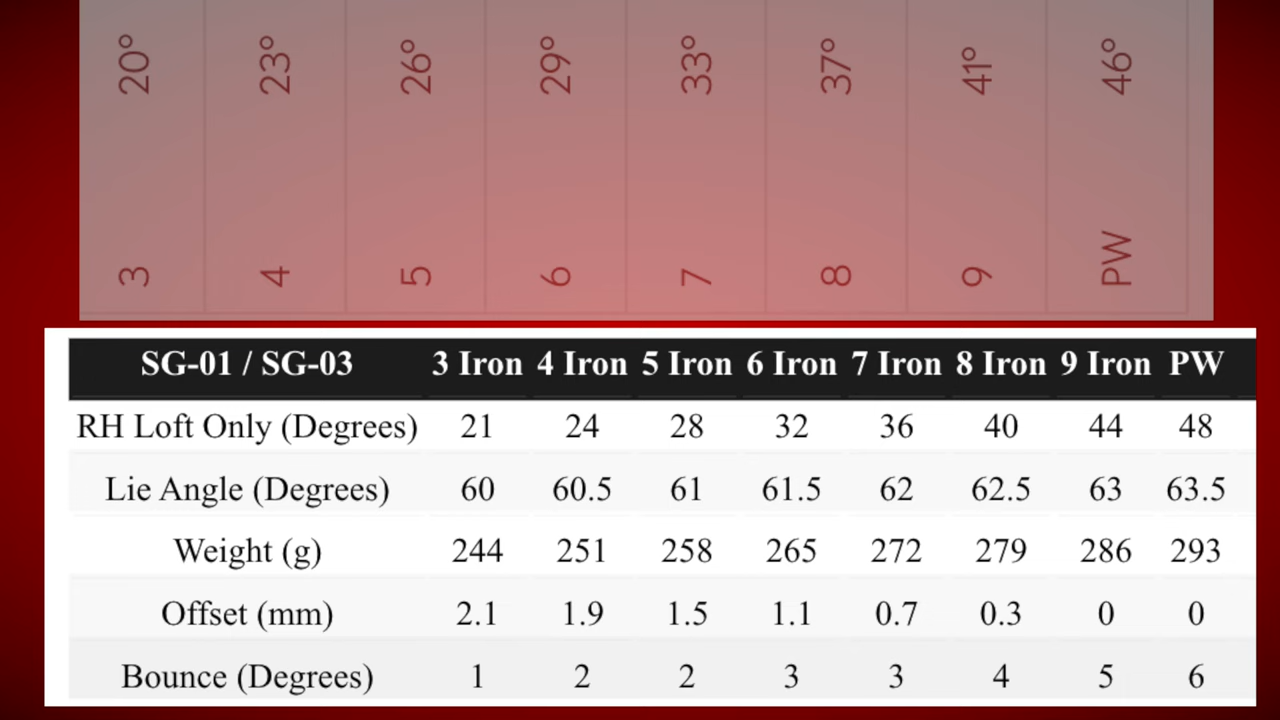 20° 23° 26° 29° 33° 37° 41° 46°
3 4 5 6 7 8 9 PW
SG-01 / SG-03 3 Iron 4 Iron 5 Iron 6 Iron 7 Iron 8 Iron 9 Iron PW
RH Loft Only (Degrees) 21 24 28 32 36 40 44 48
Lie Angle (Degrees) 60 60.5 61 61.5 62 62.5 63 63.5
Weight (g) 244 251 258 265 272 279 286 293
Offset (mm) 2.1 1.9 1.5 1.1 0.7 0.3 0 0
Bounce (Degrees) 1 2 2 3 3 4 5 6